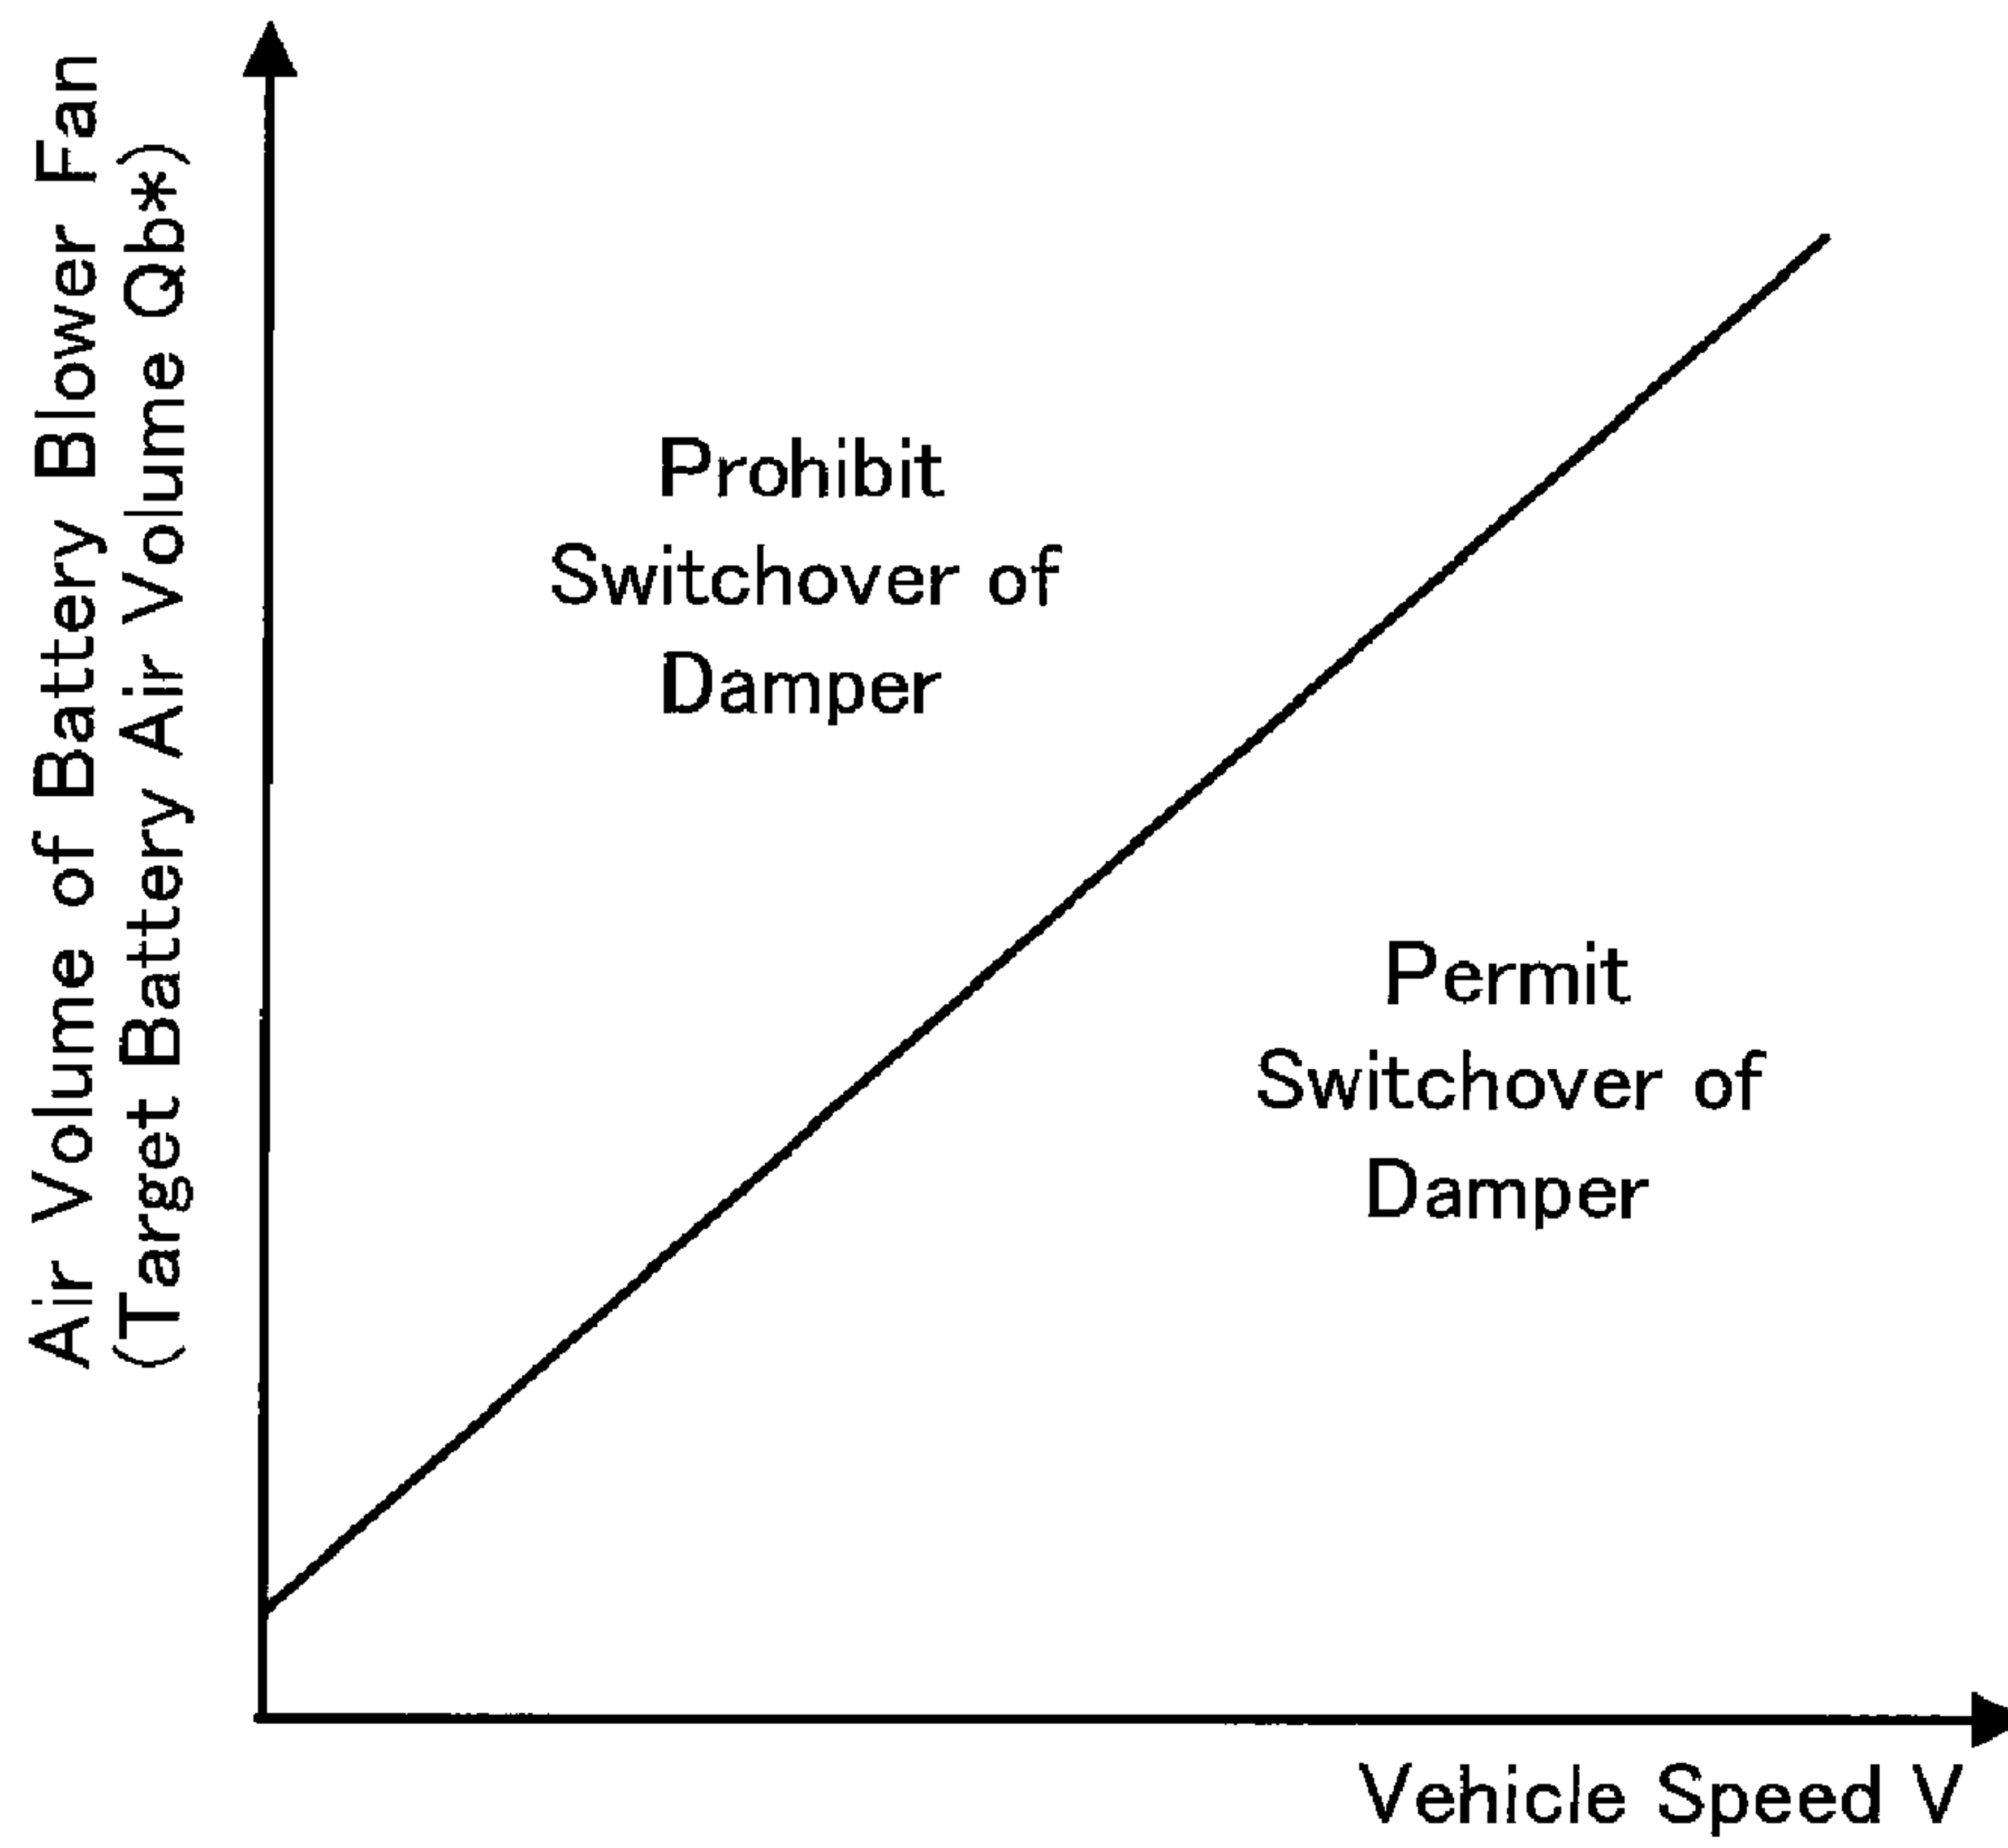 Air Volume of Battery Blower Fan
(Target Battery Air Volume Qb*)
Prohibit
Switchover of
Damper
Permit
Switchover of
Damper
Vehicle Speed V